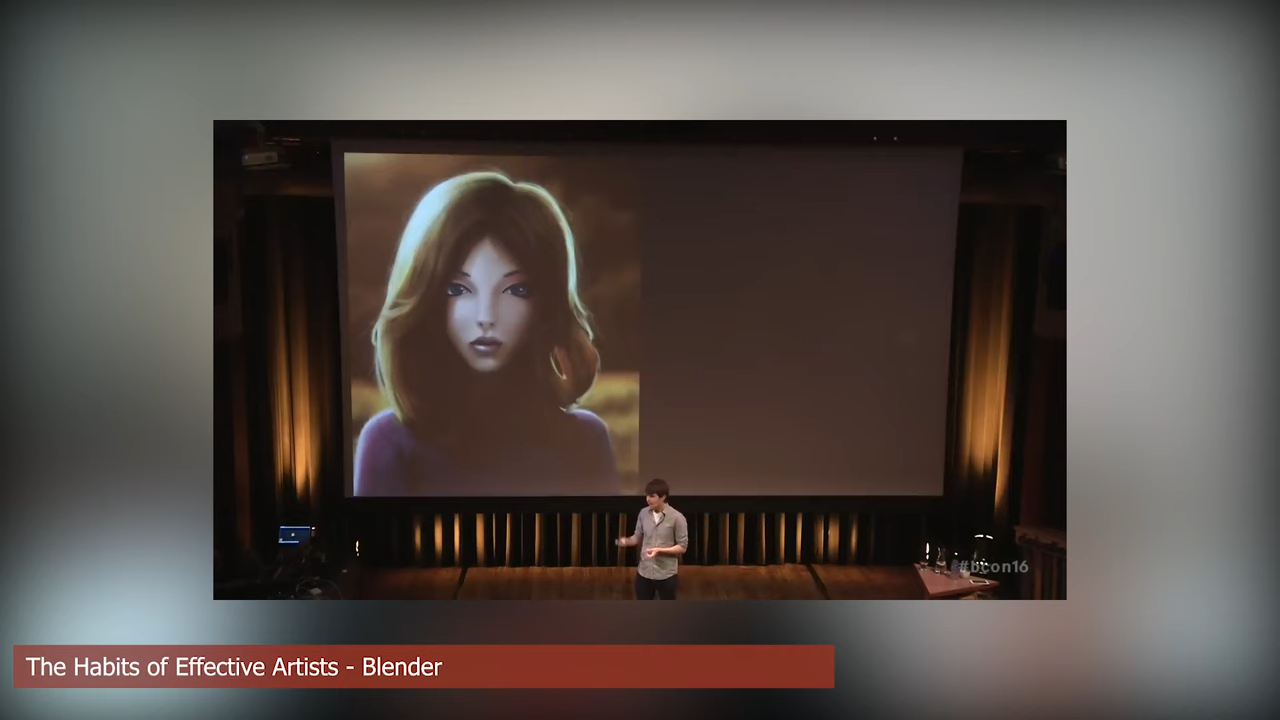 #bcon16
The Habits of Effective Artists - Blender